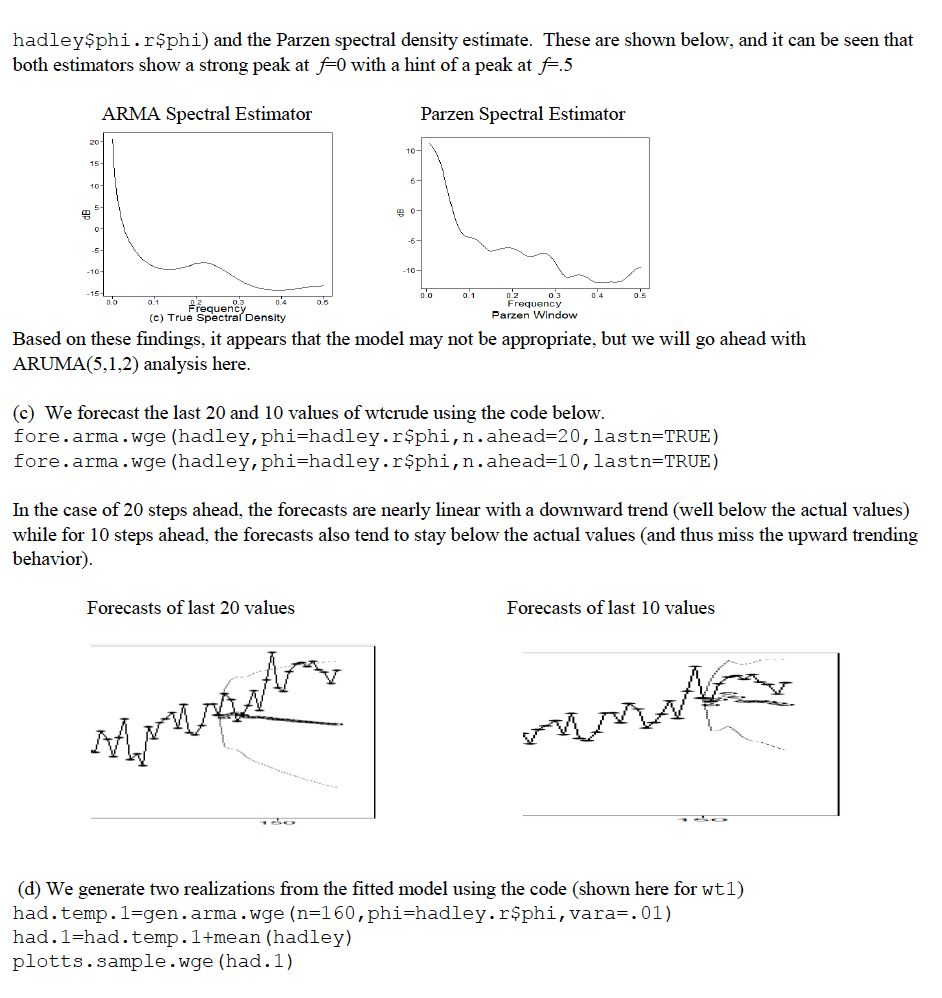 hadley$phi.r$phi) and the Parzen spectral density estimate. These are shown below, and it can be seen that
both estimators show a strong peak at f=0 with a hint of a peak at f=.5
ARMA Spectral Estimator
Parzen Spectral Estimator
20
15
10
5
0
-5
-10
-15
dB
0.0 0.1 0.2 0.3 0.4 0.5
Frequency
(c) True Spectral Density
10
5
0
-5
-10
dB
0.0 0.1 0.2 0.3 0.4 0.5
Frequency
Parzen Window
Based on these findings, it appears that the model may not be appropriate, but we will go ahead with
ARUMA(5,1,2) analysis here.
(c) We forecast the last 20 and 10 values of wtcrude using the code below.
fore.arma.wge(hadley,phi=hadley.r$phi,n.ahead=20,lastn=TRUE)
fore.arma.wge(hadley,phi=hadley.r$phi,n.ahead=10,lastn=TRUE)
In the case of 20 steps ahead, the forecasts are nearly linear with a downward trend (well below the actual values)
while for 10 steps ahead, the forecasts also tend to stay below the actual values (and thus miss the upward trending
behavior).
Forecasts of last 20 values
Forecasts of last 10 values
150
150
(d) We generate two realizations from the fitted model using the code (shown here for wt1)
had.temp.1=gen.arma.wge(n=160,phi=hadley.r$phi,vara=.01)
had.1=had.temp.1+mean(hadley)
plotts.sample.wge(had.1)